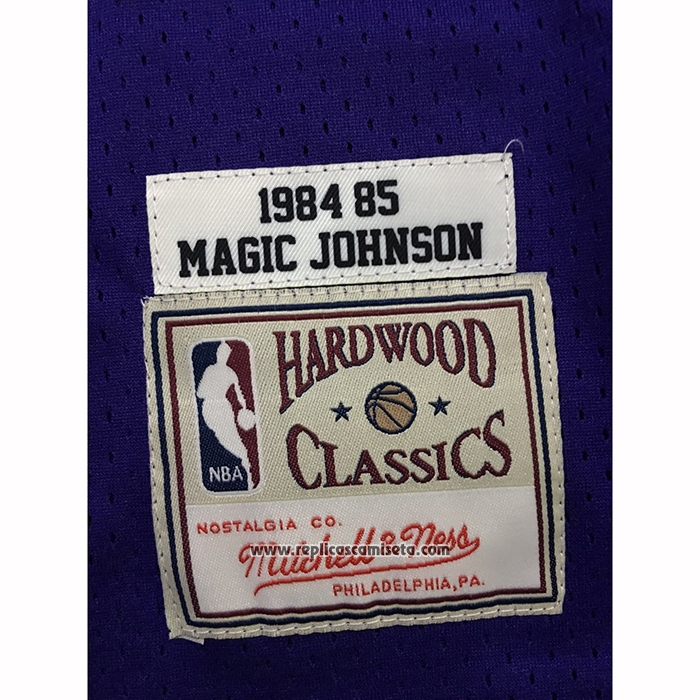 1984 85
MAGIC JOHNSON
HARDWOOD
CLASSICS
NBA
NOSTALGIA CO.
Mitchell & Ness
www.replicascamiseta.com
PHILADELPHIA, PA.